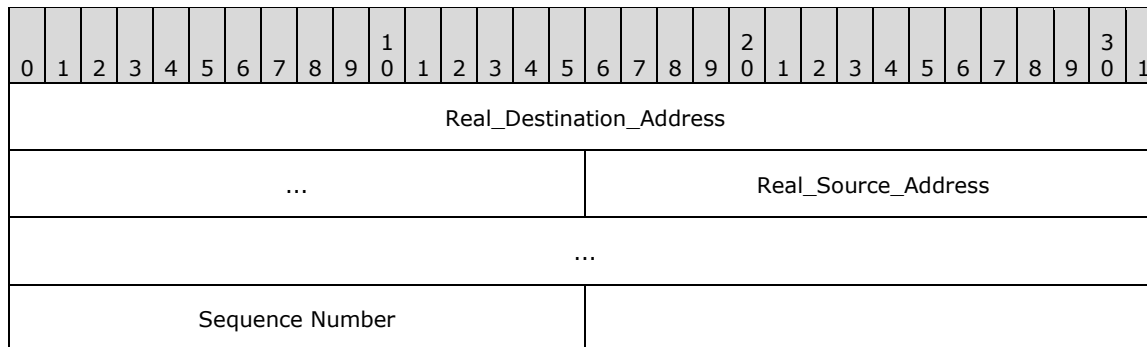 1 2 3
0 1 2 3 4 5 6 7 8 9 0 1 2 3 4 5 6 7 8 9 0 1 2 3 4 5 6 7 8 9 0 1
Real_Destination_Address
... Real_Source_Address
...
Sequence Number